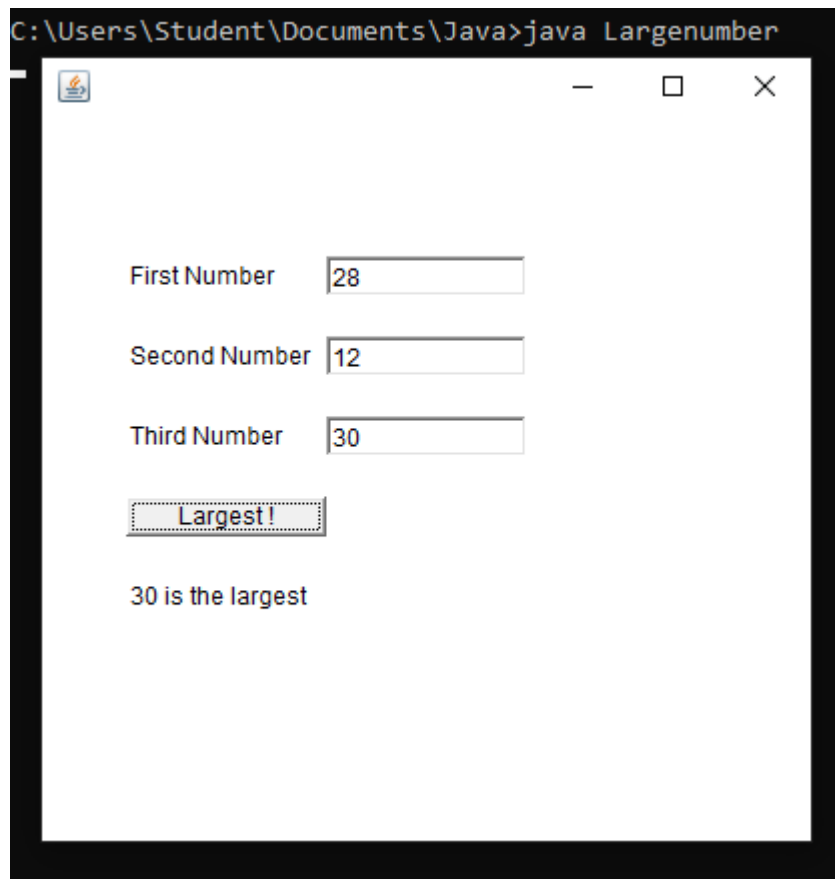 C:\Users\Student\Documents\Java>java Largenumber
First Number 28
Second Number 12
Third Number 30
Largest !
30 is the largest